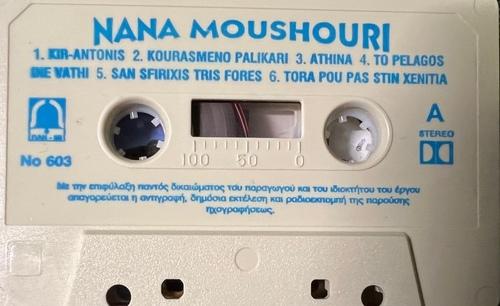 NANA MOUSHOURI
1. KIR-ANTONIS 2. KOURASMENO PALIKARI 3. ATHINA 4. TO PELAGOS
INE VATHI 5. SAN SFIRIXIS TRIS FORES 6. TORA POU PAS STIN XENITIA
A
STEREO
No 603
100 50 0
Με την επιφύλαξη παντός δικαιώματος του παραγωγού και του ιδιοκτήτου του έργου
απαγορεύεται η αντιγραφή, δημόσια εκτέλεση και ραδιοεκπομπή της παρούσης
ηχογραφήσεως.